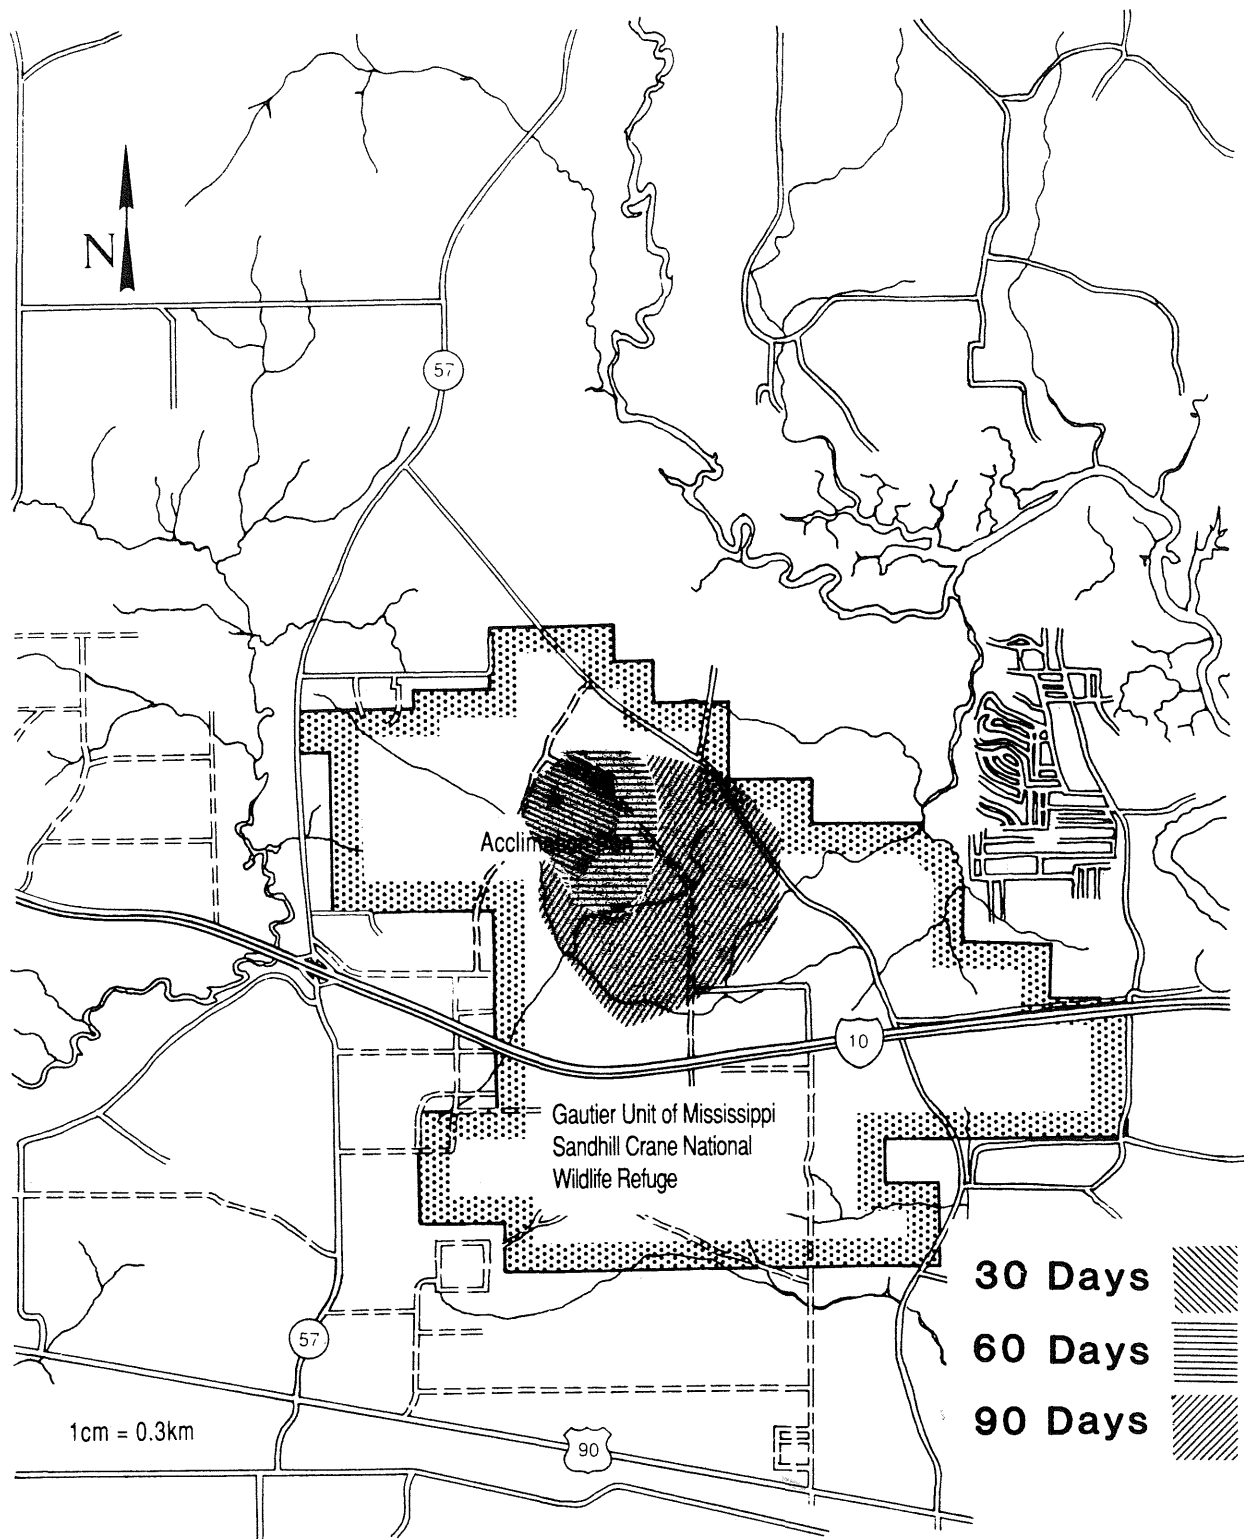 N
57
Acclimation Pen
10
Gautier Unit of Mississippi
Sandhill Crane National
Wildlife Refuge
30 Days
60 Days
57
90 Days
1cm = 0.3km
90